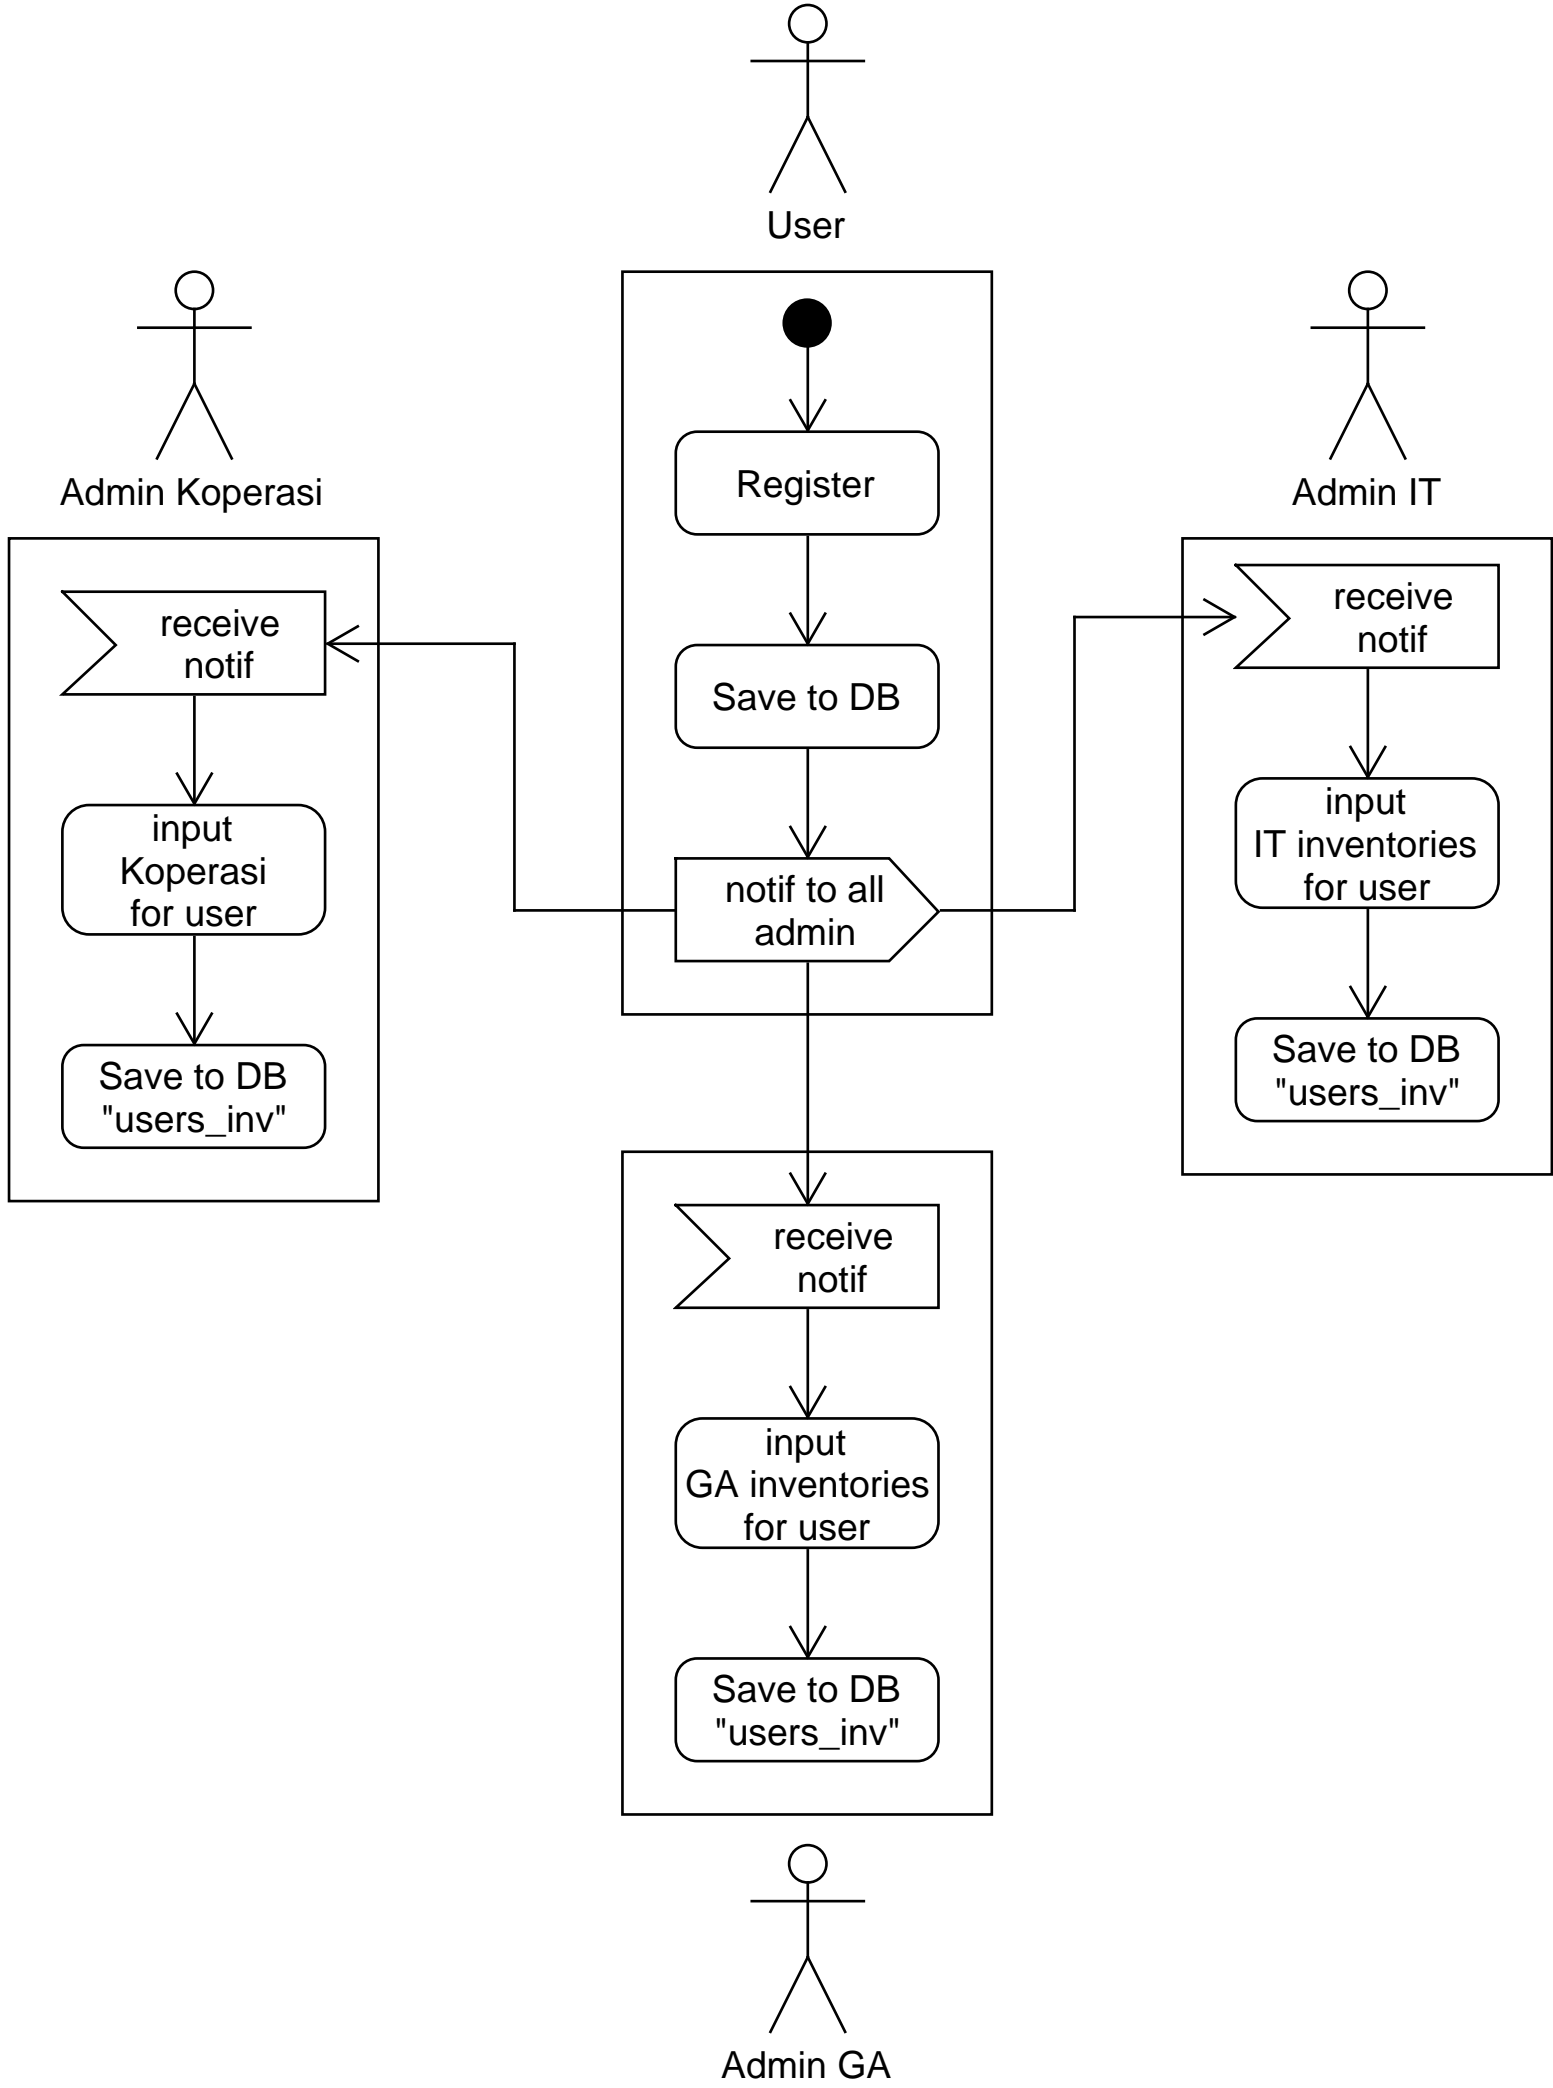 User
Register
Save to DB
notif to all
admin
Admin Koperasi
receive
notif
input
Koperasi
for user
Save to DB
"users_inv"
Admin IT
receive
notif
input
IT inventories
for user
Save to DB
"users_inv"
receive
notif
input
GA inventories
for user
Save to DB
"users_inv"
Admin GA